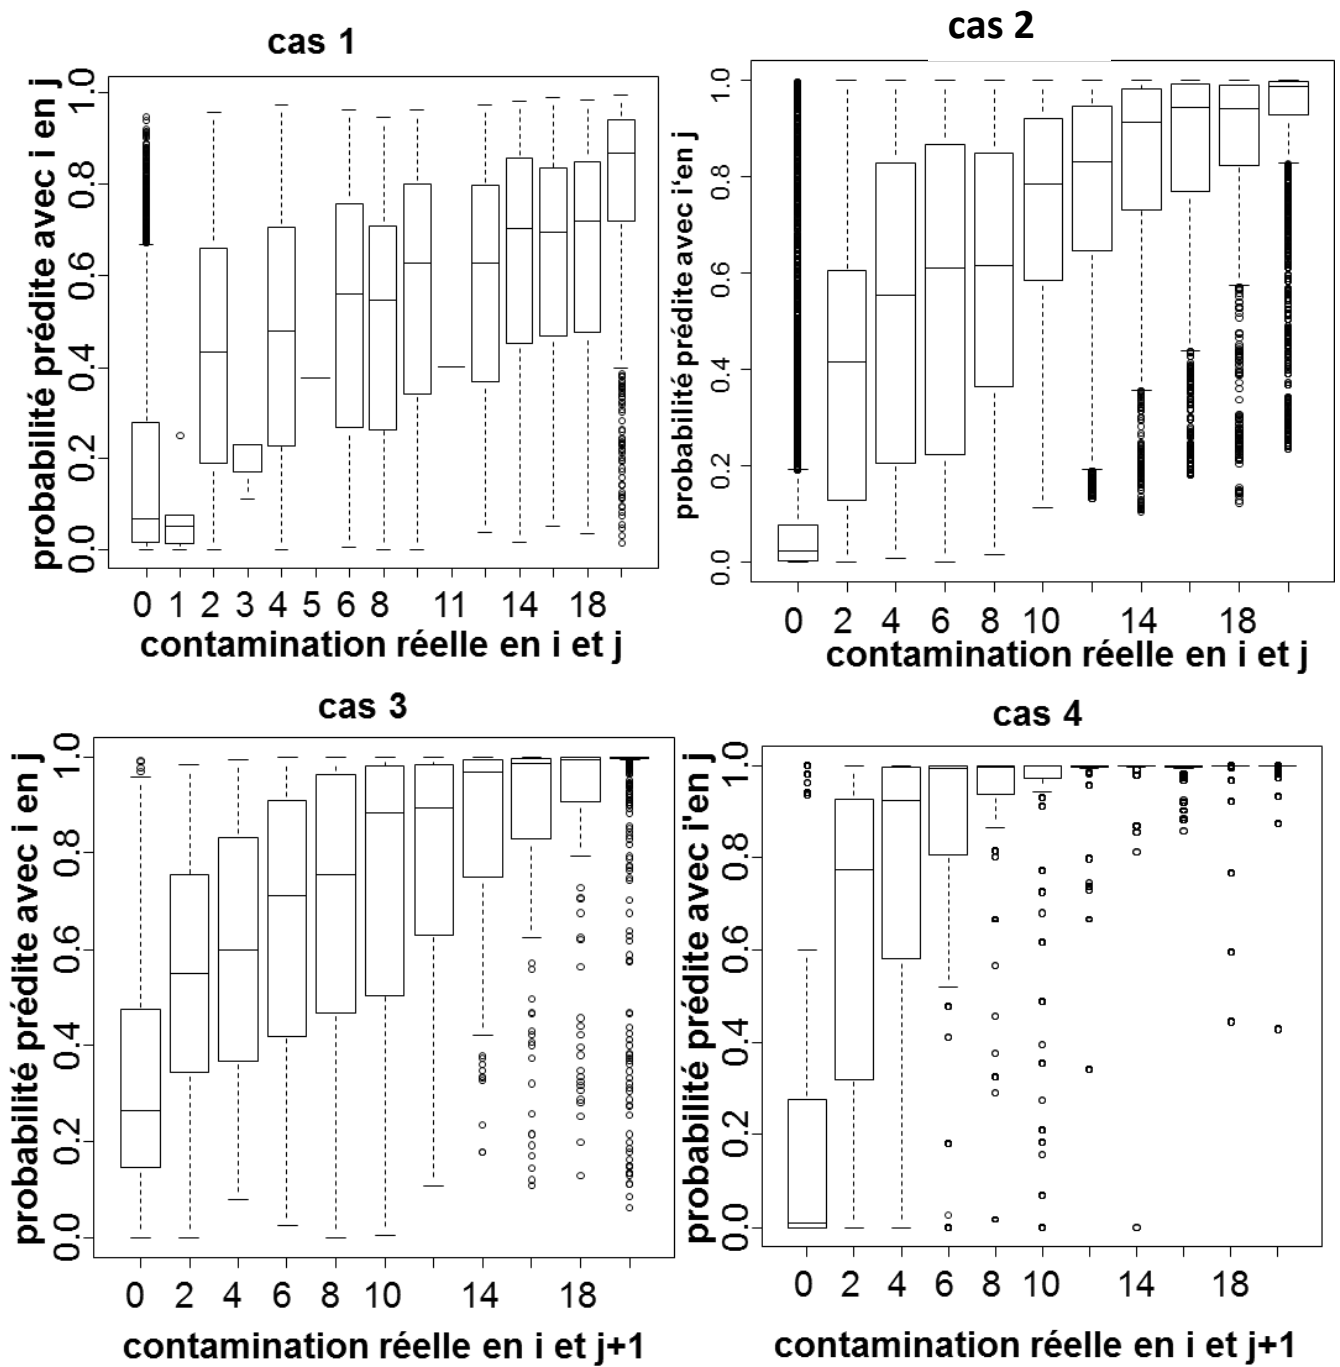 cas 1
probabilité prédite avec i en j
1.0
0.8
0.6
0.4
0.2
0.0
0 1 2 3 4 5 6 8 11 14 18
contamination réelle en i et j
cas 2
probabilité prédite avec i'en j
1.0
0.8
0.6
0.4
0.2
0.0
0 2 4 6 8 10 14 18
contamination réelle en i et j
cas 3
probabilité prédite avec i en j
1.0
0.8
0.6
0.4
0.2
0.0
0 2 4 6 8 10 14 18
contamination réelle en i et j+1
cas 4
probabilité prédite avec i'en j
1.0
0.8
0.6
0.4
0.2
0.0
0 2 4 6 8 10 14 18
contamination réelle en i et j+1